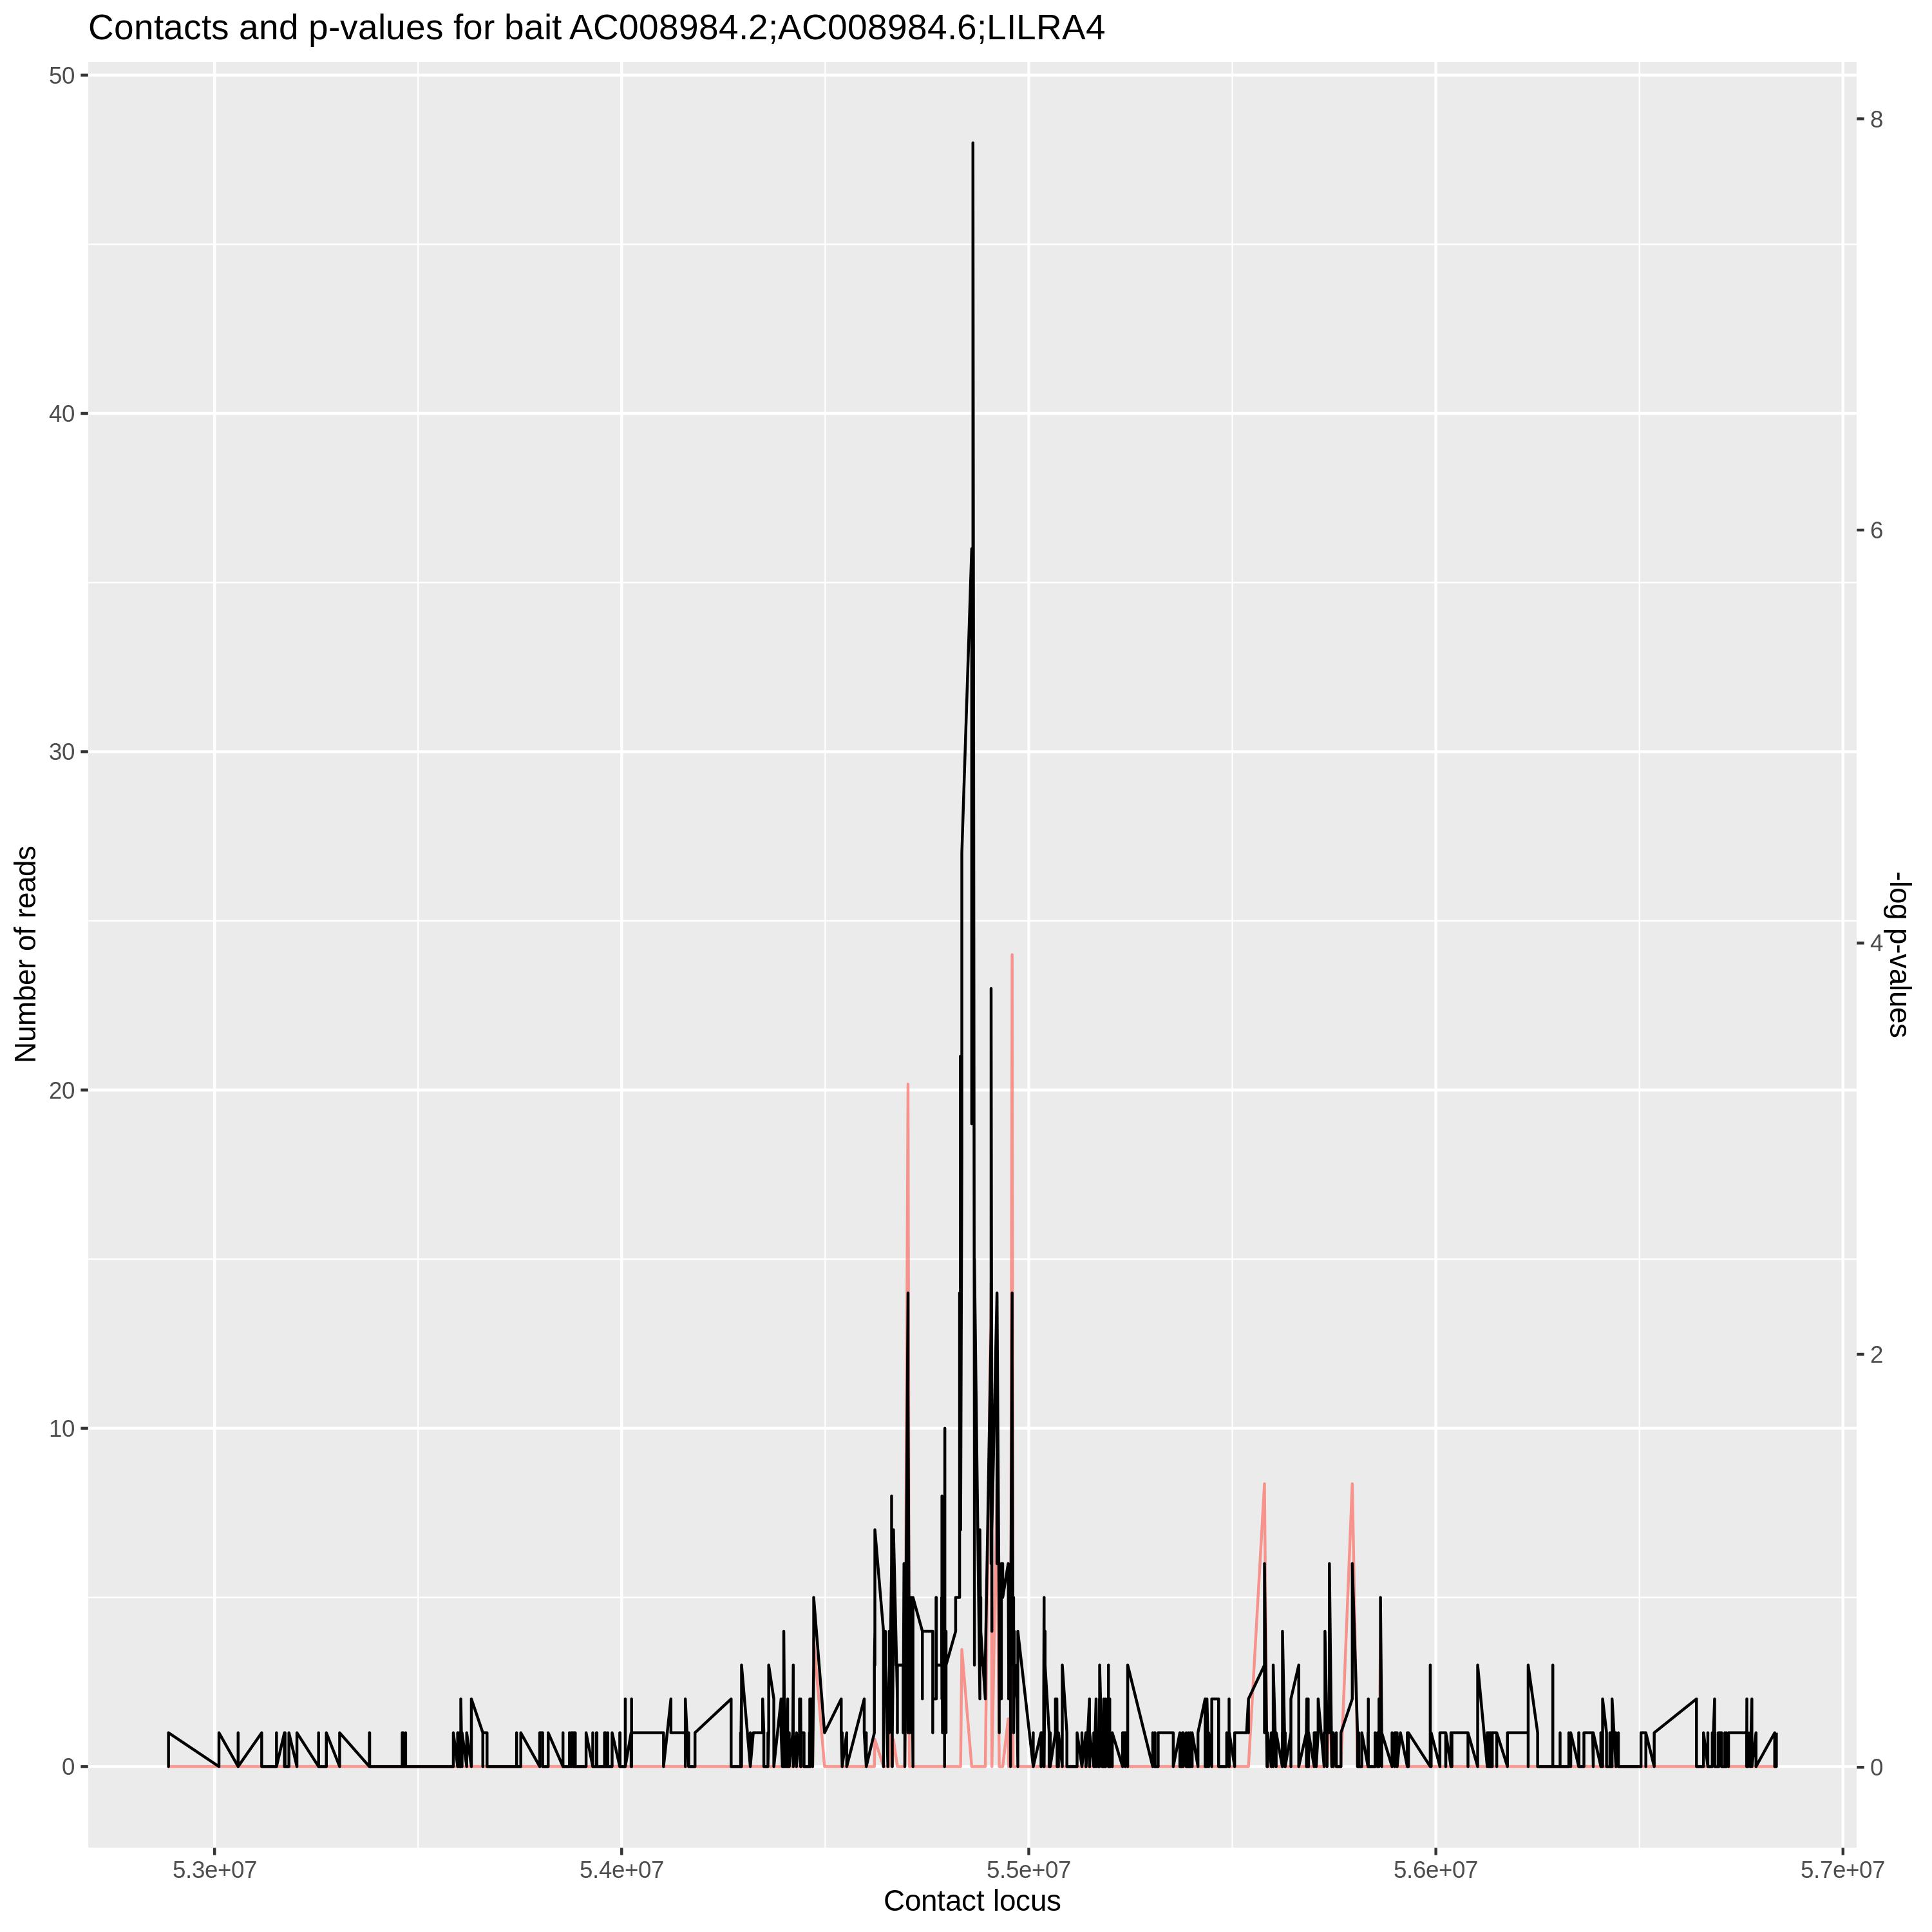 Contacts and p-values for bait AC008984.2;AC008984.6;LILRA4
50
40
30
20
10
0
Number of reads
8
6
4
2
0
-log p-values
5.3e+07 5.4e+07 5.5e+07 5.6e+07 5.7e+07
Contact locus